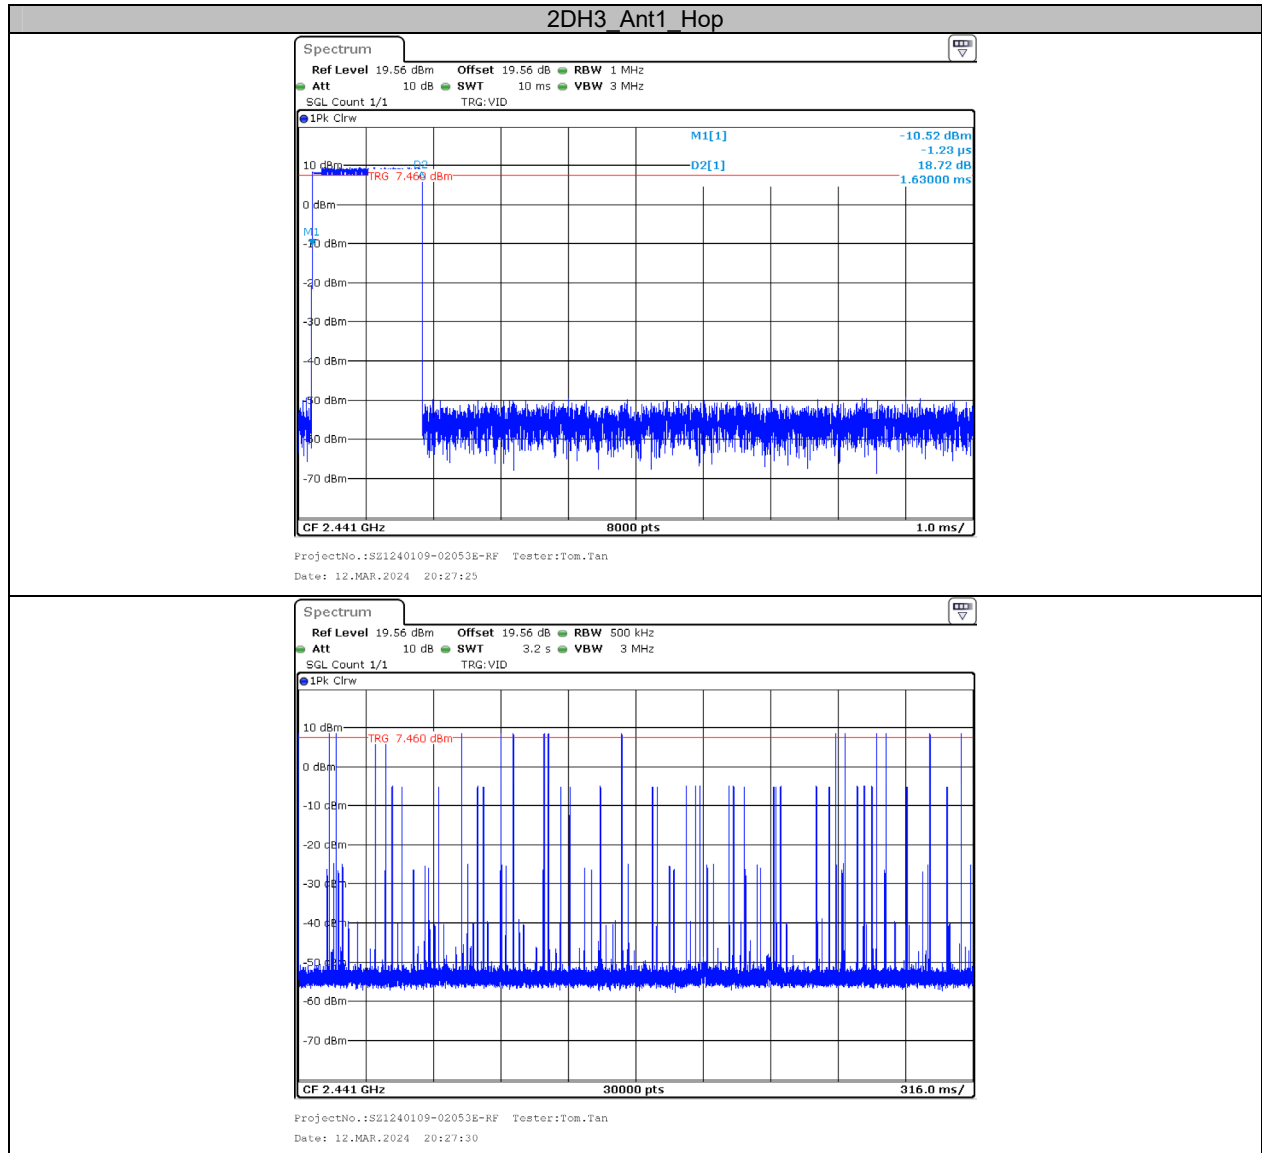 2DH3_Ant1_Hop
Spectrum
Ref Level 19.56 dBm Offset 19.56 dB RBW 1 MHz
Att 10 dB SWT 10 ms VBW 3 MHz
SGL Count 1/1 TRG:VID
1Pk Clrw
M1[1] -10.52 dBm
-1.23 µs
10 dBm D2 D2[1] 18.72 dB
TRG 7.460 dBm 1.63000 ms
0 dBm
M1
-10 dBm
-20 dBm
-30 dBm
-40 dBm
-50 dBm
-60 dBm
-70 dBm
CF 2.441 GHz 8000 pts 1.0 ms/
ProjectNo.:SZ1240109-02053E-RF Tester:Tom.Tan
Date: 12.MAR.2024 20:27:25
Spectrum
Ref Level 19.56 dBm Offset 19.56 dB RBW 500 kHz
Att 10 dB SWT 3.2 s VBW 3 MHz
SGL Count 1/1 TRG:VID
1Pk Clrw
10 dBm
TRG 7.460 dBm
0 dBm
-10 dBm
-20 dBm
-30 dBm
-40 dBm
-50 dBm
-60 dBm
-70 dBm
CF 2.441 GHz 30000 pts 316.0 ms/
ProjectNo.:SZ1240109-02053E-RF Tester:Tom.Tan
Date: 12.MAR.2024 20:27:30